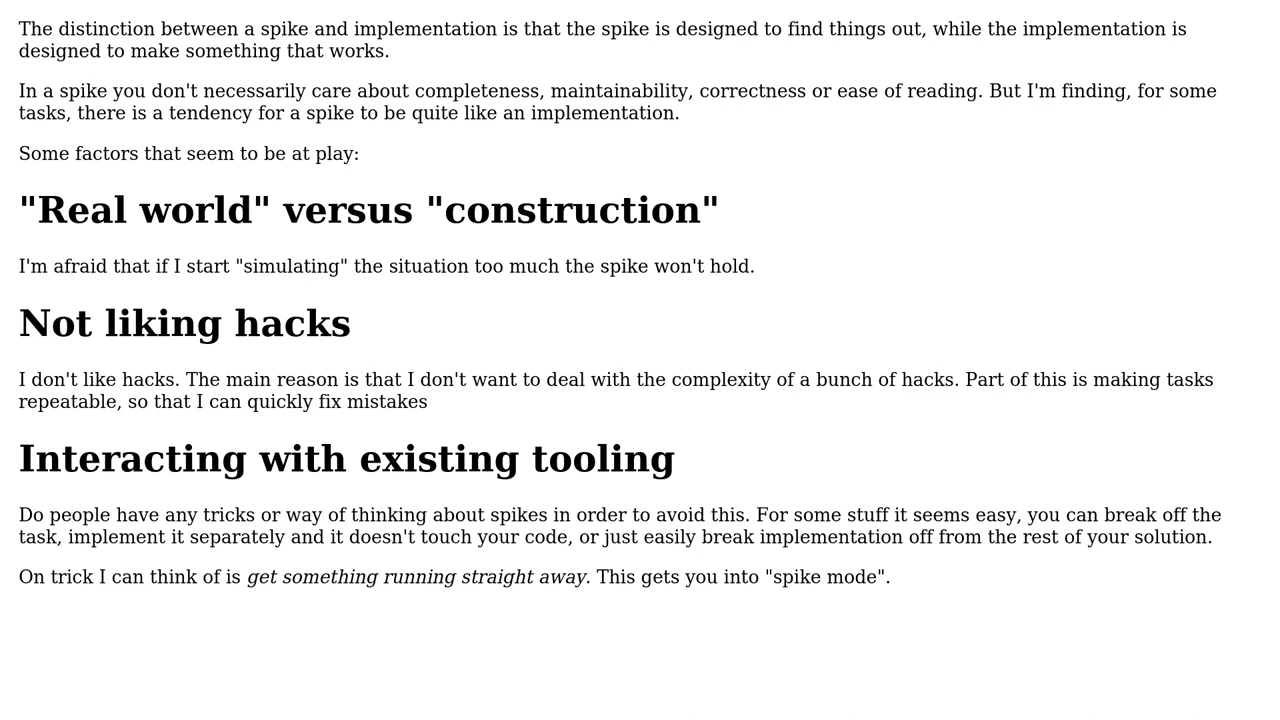 The distinction between a spike and implementation is that the spike is designed to find things out, while the implementation is
designed to make something that works.
In a spike you don't necessarily care about completeness, maintainability, correctness or ease of reading. But I'm finding, for some
tasks, there is a tendency for a spike to be quite like an implementation.
Some factors that seem to be at play:
"Real world" versus "construction"
I'm afraid that if I start "simulating" the situation too much the spike won't hold.
Not liking hacks
I don't like hacks. The main reason is that I don't want to deal with the complexity of a bunch of hacks. Part of this is making tasks
repeatable, so that I can quickly fix mistakes
Interacting with existing tooling
Do people have any tricks or way of thinking about spikes in order to avoid this. For some stuff it seems easy, you can break off the
task, implement it separately and it doesn't touch your code, or just easily break implementation off from the rest of your solution.
On trick I can think of is get something running straight away. This gets you into "spike mode".